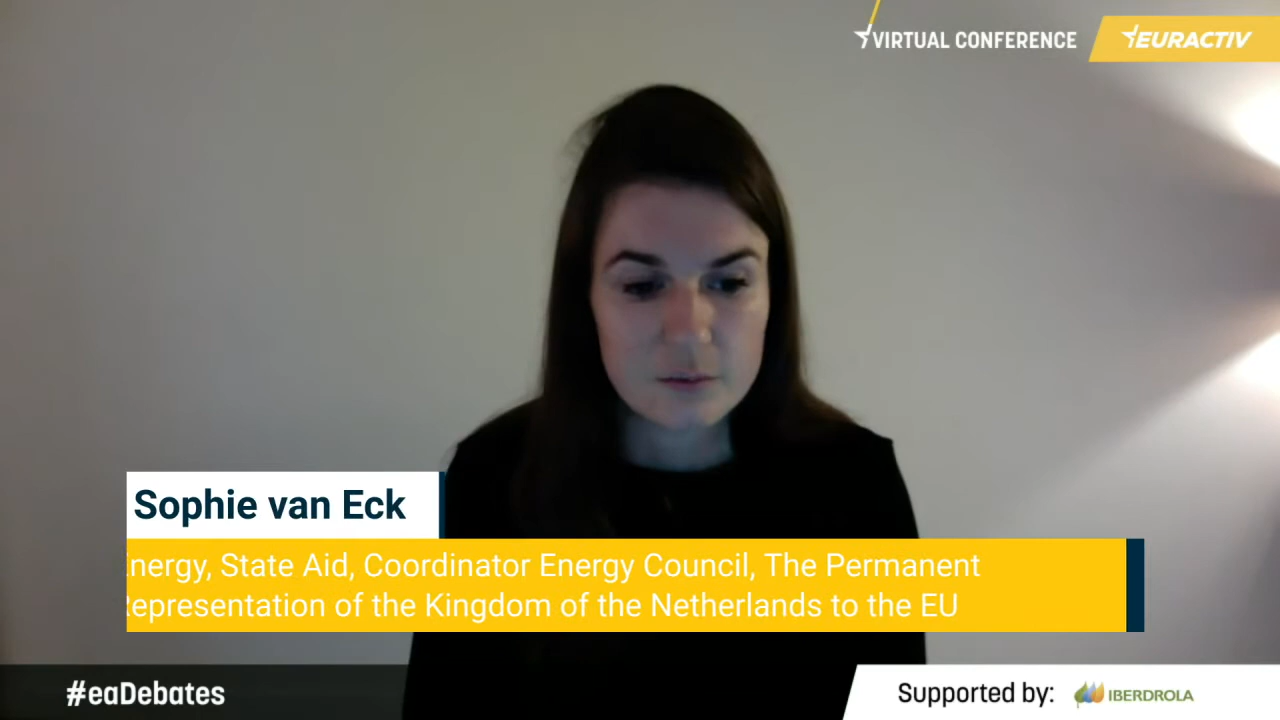 VIRTUAL CONFERENCE
EURACTIV
Sophie van Eck
Energy, State Aid, Coordinator Energy Council, The Permanent
Representation of the Kingdom of the Netherlands to the EU
#eaDebates
Supported by:
IBERDROLA